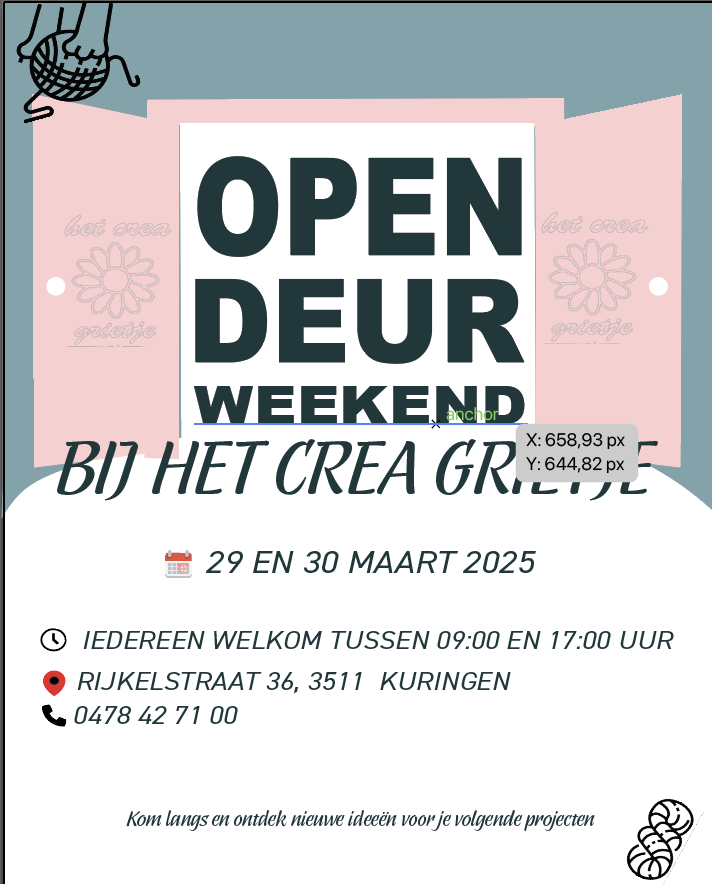 OPEN
DEUR
WEEKEND
anchor
het crea
grietje
het crea
grietje
X: 658,93 px
Y: 644,82 px
BIJ HET CREA GRIETJE
29 EN 30 MAART 2025
IEDEREEN WELKOM TUSSEN 09:00 EN 17:00 UUR
RIJKELSTRAAT 36, 3511 KURINGEN
0478 42 71 00
Kom langs en ontdek nieuwe ideeën voor je volgende projecten